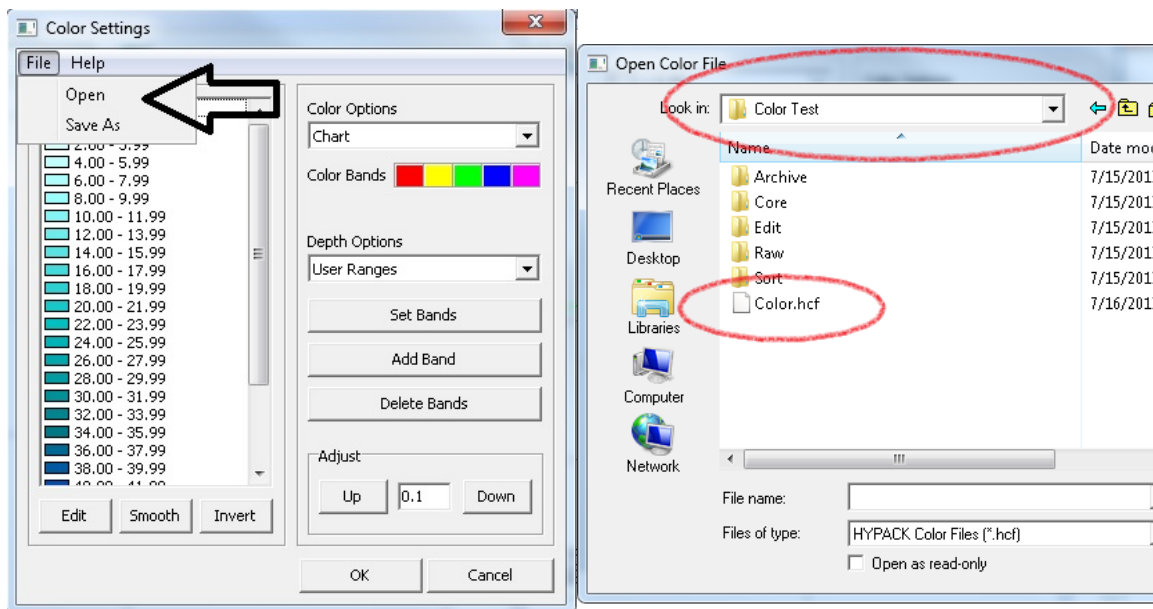 Color Settings
File Help
Open
Save As
4.00 - 5.99
6.00 - 7.99
8.00 - 9.99
10.00 - 11.99
12.00 - 13.99
14.00 - 15.99
16.00 - 17.99
18.00 - 19.99
20.00 - 21.99
22.00 - 23.99
24.00 - 25.99
26.00 - 27.99
28.00 - 29.99
30.00 - 31.99
32.00 - 33.99
34.00 - 35.99
36.00 - 37.99
38.00 - 39.99
Edit Smooth Invert
Color Options
Chart
Color Bands
Depth Options
User Ranges
Set Bands
Add Band
Delete Bands
Adjust
Up 0.1 Down
OK Cancel
Open Color File
Look in: Color Test
Recent Places
Desktop
Libraries
Computer
Network
Name Date
Archive
Core
Edit
Raw
Sort
Color.hcf
File name:
Files of type: HYPACK Color Files (*.hcf)
Open as read-only